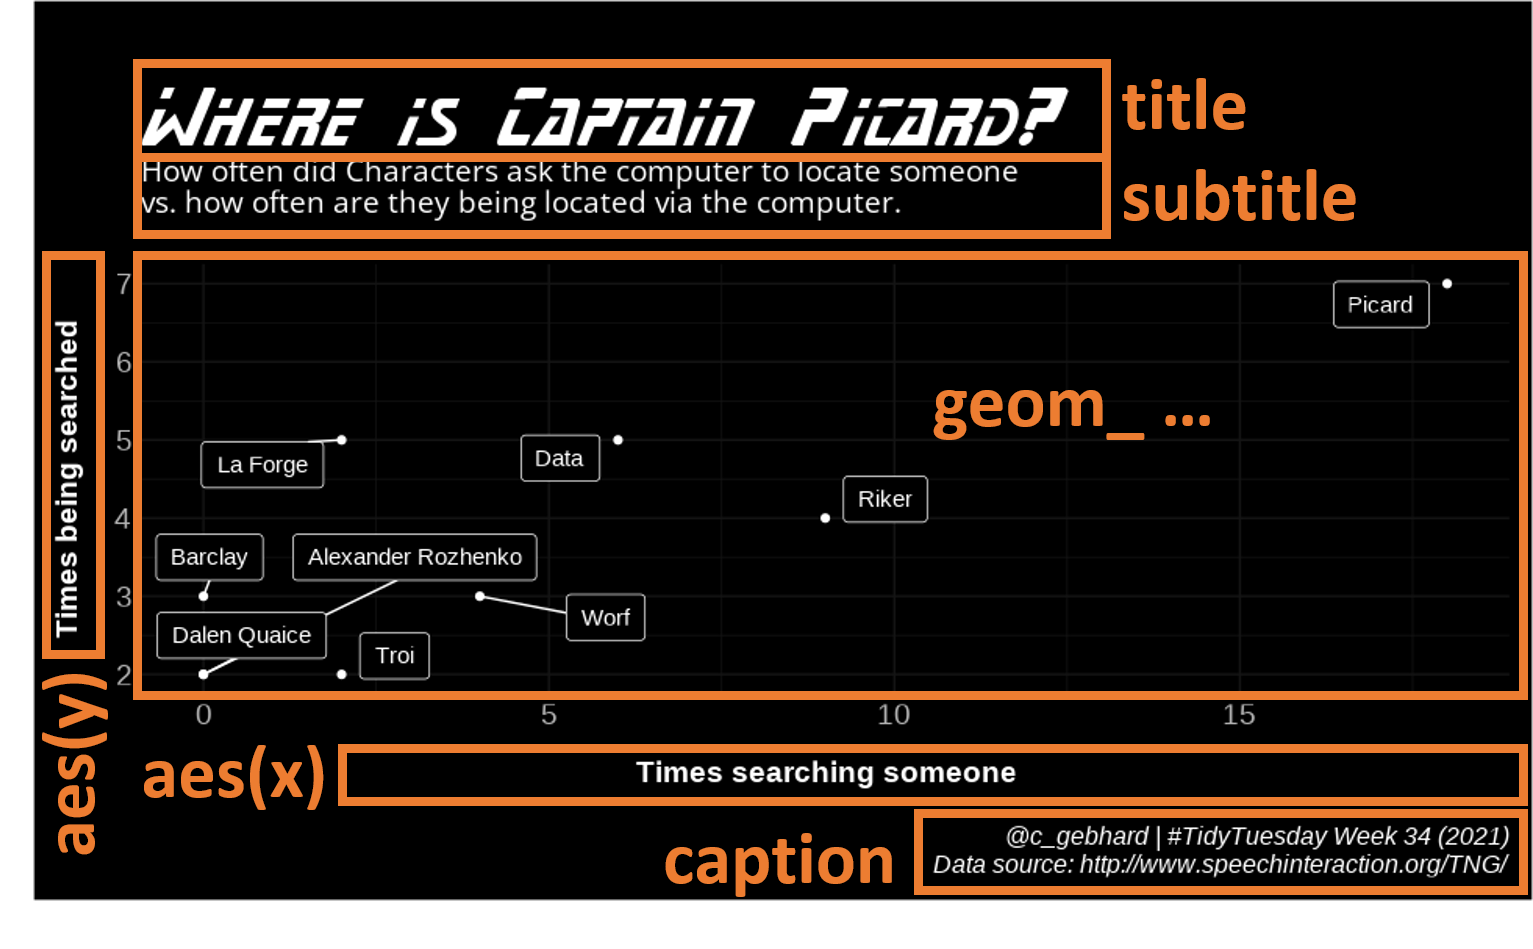 Where is Captain Picard?
title
How often did Characters ask the computer to locate someone
vs. how often are they being located via the computer.
subtitle
Times being searched
aes(y)
7
6
5
4
3
2
Picard
geom_ ...
La Forge
Data
Riker
Barclay
Alexander Rozhenko
Worf
Dalen Quaice
Troi
0 5 10 15
aes(x)
Times searching someone
caption
@c_gebhard | #TidyTuesday Week 34 (2021)
Data source: http://www.speechinteraction.org/TNG/